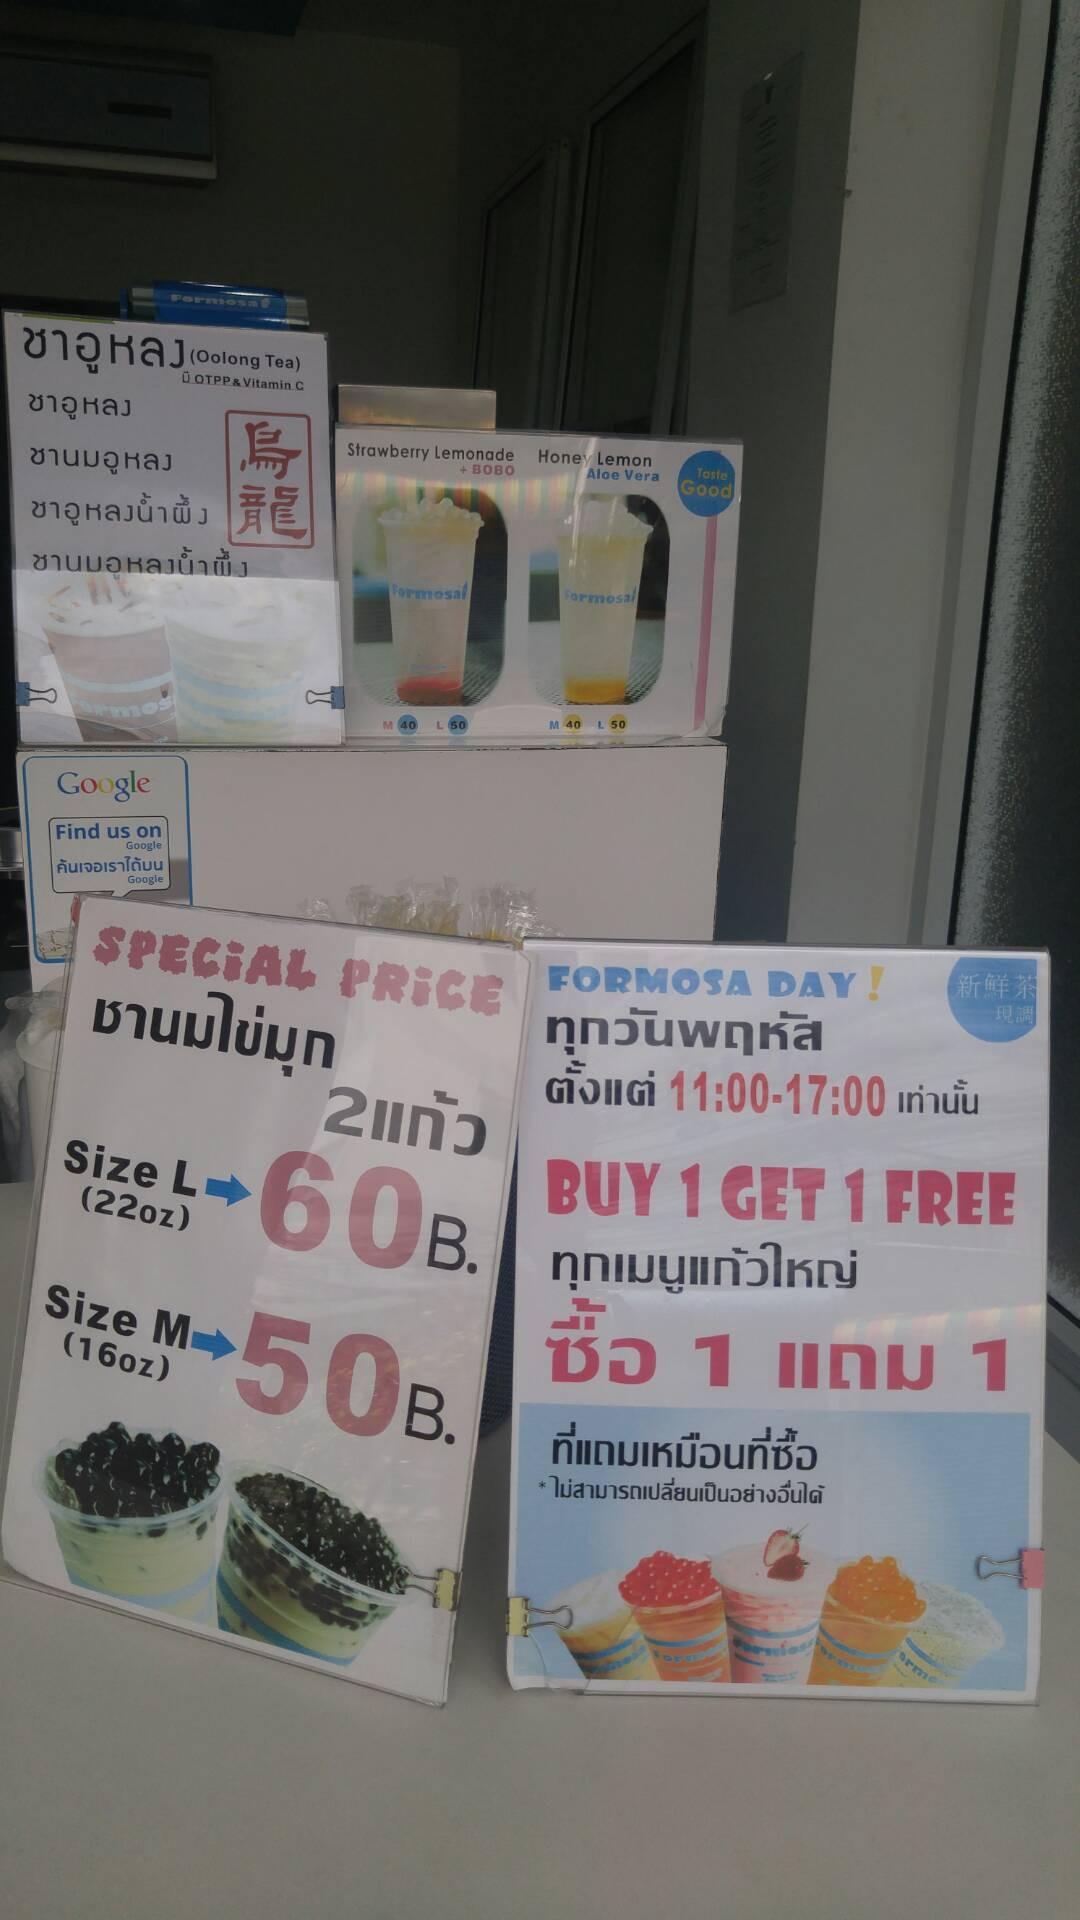 Formosa
ชาอูหลง (Oolong Tea)
มี OTPP & Vitamin C
ชาอูหลง
ชานมอูหลง
ชาอูหลงน้ำผึ้ง
ชานมอูหลงน้ำผึ้ง
烏龍
Formosa
Strawberry Lemonade
+ BOBO
Honey Lemon
Aloe Vera
Taste
Good
Formosa
Formosa
M 40 L 50
M 40 L 50
Google
Find us on
Google
ค้นเจอเราได้บน
Google
SPECiAL PRiCE
ชานมไข่มุก
2แก้ว
Size L
(22oz)
60B.
Size M
(16oz)
50B.
FORMOSA DAY!
新鮮茶
現調
ทุกวันพฤหัส
ตั้งแต่ 11:00-17:00 เท่านั้น
BUY 1 GET 1 FREE
ทุกเมนูแก้วใหญ่
ซื้อ 1 แถม 1
ที่แถมเหมือนที่ซื้อ
*ไม่สามารถเปลี่ยนเป็นอย่างอื่นได้
Formosa